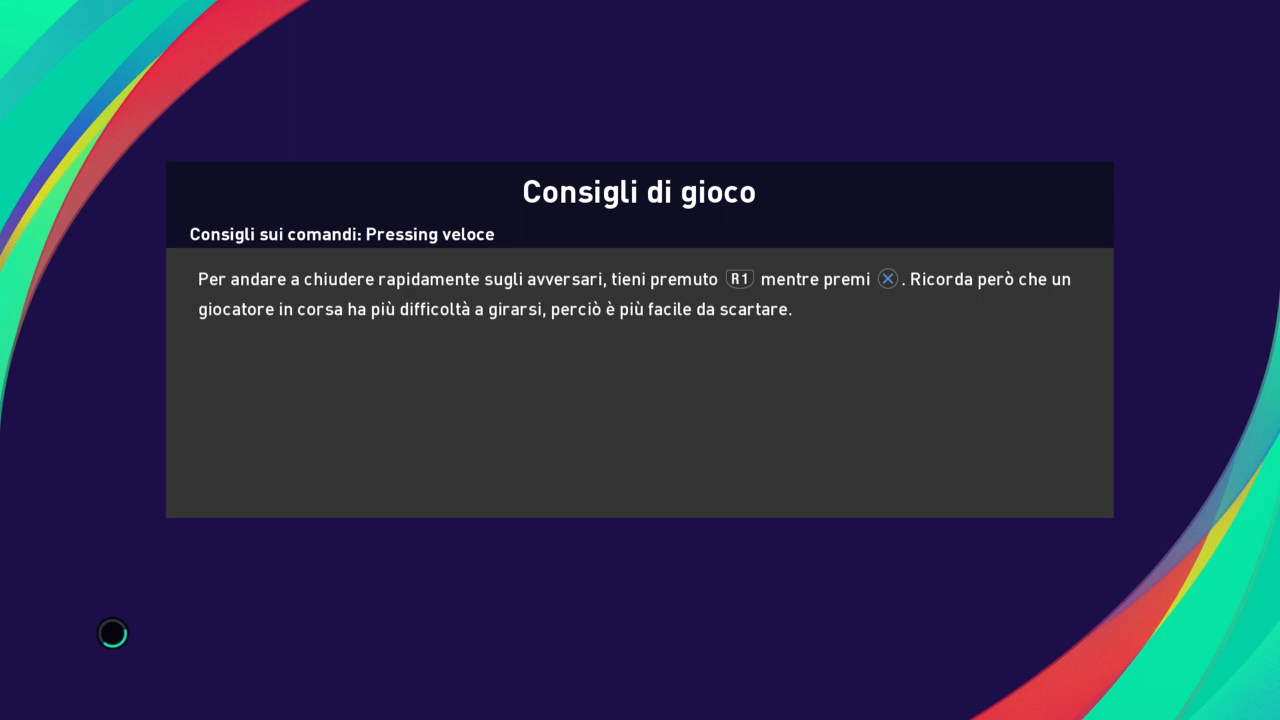 Consigli di gioco
Consigli sui comandi: Pressing veloce
Per andare a chiudere rapidamente sugli avversari, tieni premuto R1 mentre premi ⊗. Ricorda però che un
giocatore in corsa ha più difficoltà a girarsi, perciò è più facile da scartare.